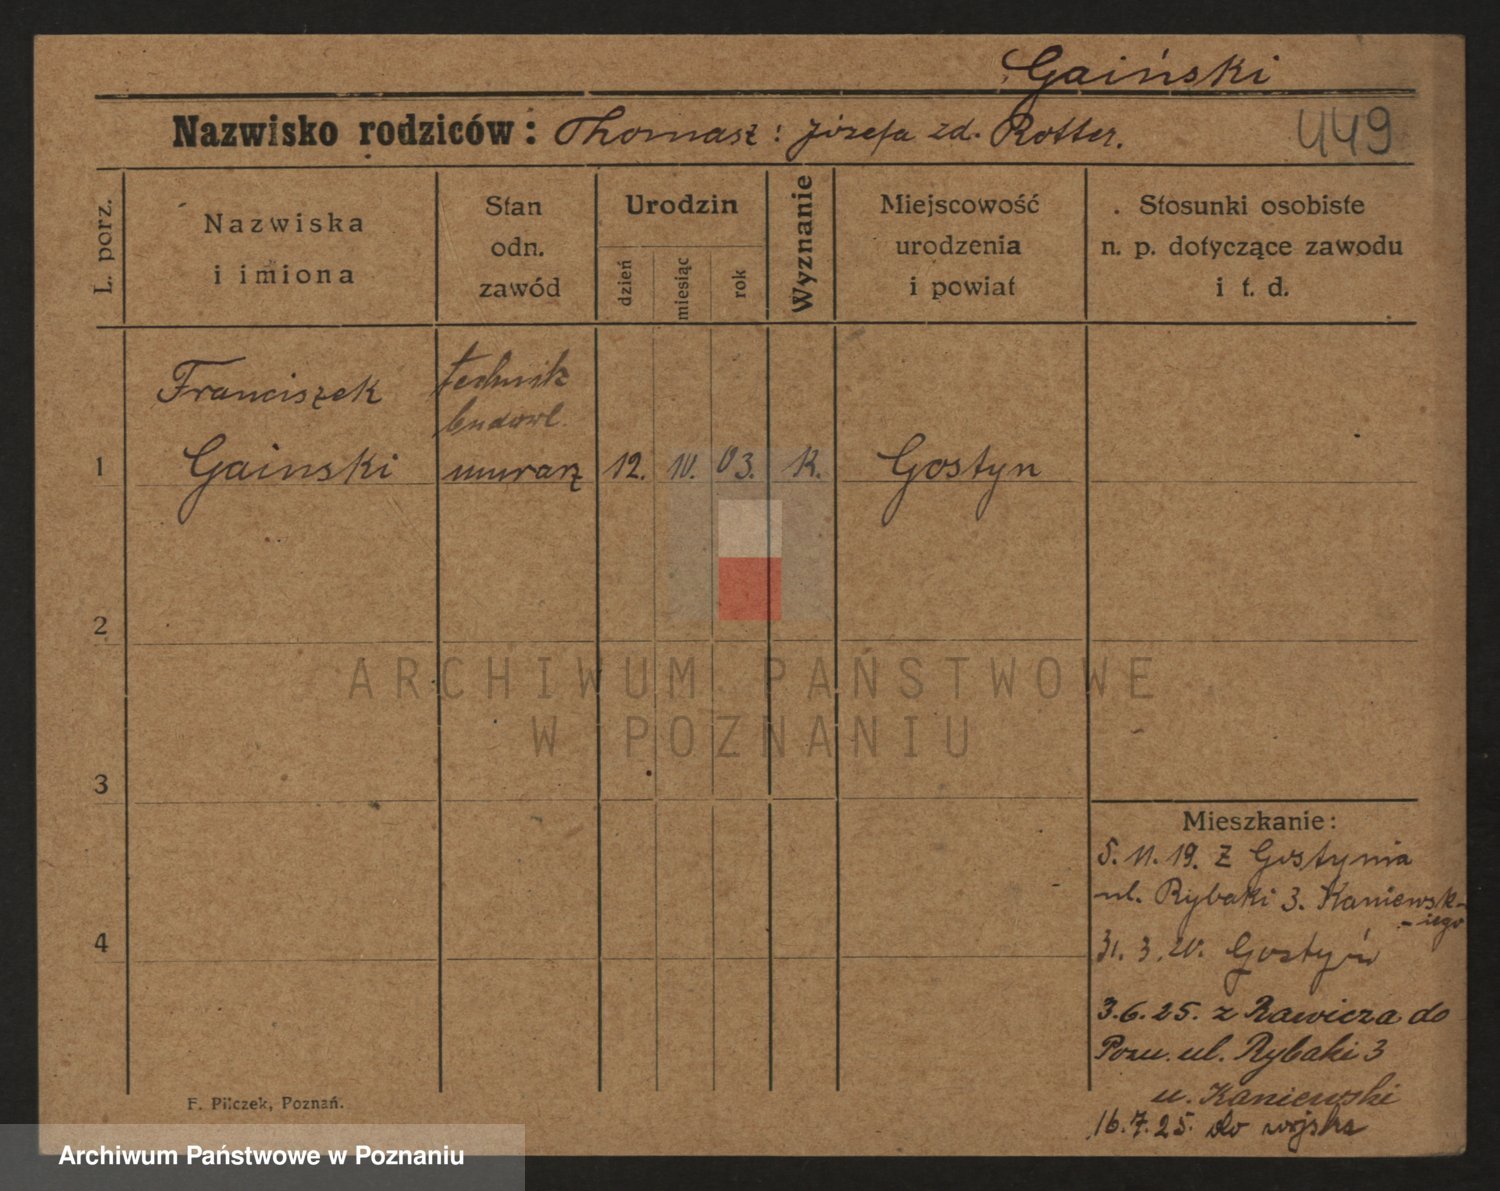 Gaiński
Nazwisko rodziców: Thomasz: Józefa zd. Rotter.
449
L. porz.
Nazwiska
i imiona
Stan
odn.
zawód
Urodzin
dzień
miesiąc
rok
Wyznanie
Miejscowość
urodzenia
i powiat
Stosunki osobiste
n. p. dotyczące zawodu
i t. d.
Franciszek
technik
budowl.
1 Gainski murarz 12. 10. 03. K. Gostyn
2
ARCHIWUM PAŃSTWOWE
W POZNANIU
3
Mieszkanie:
5. 11. 19. Z Gostynia
ul. Rybaki 3. Kaniewsk-
-iego
4
31. 3. 20. Gostyń
3.6.25. z Rawicza do
Pozn. ul. Rybaki 3
u. Kaniewski
16.7.25. do wojska
F. Pilczek, Poznań.
Archiwum Państwowe w Poznaniu